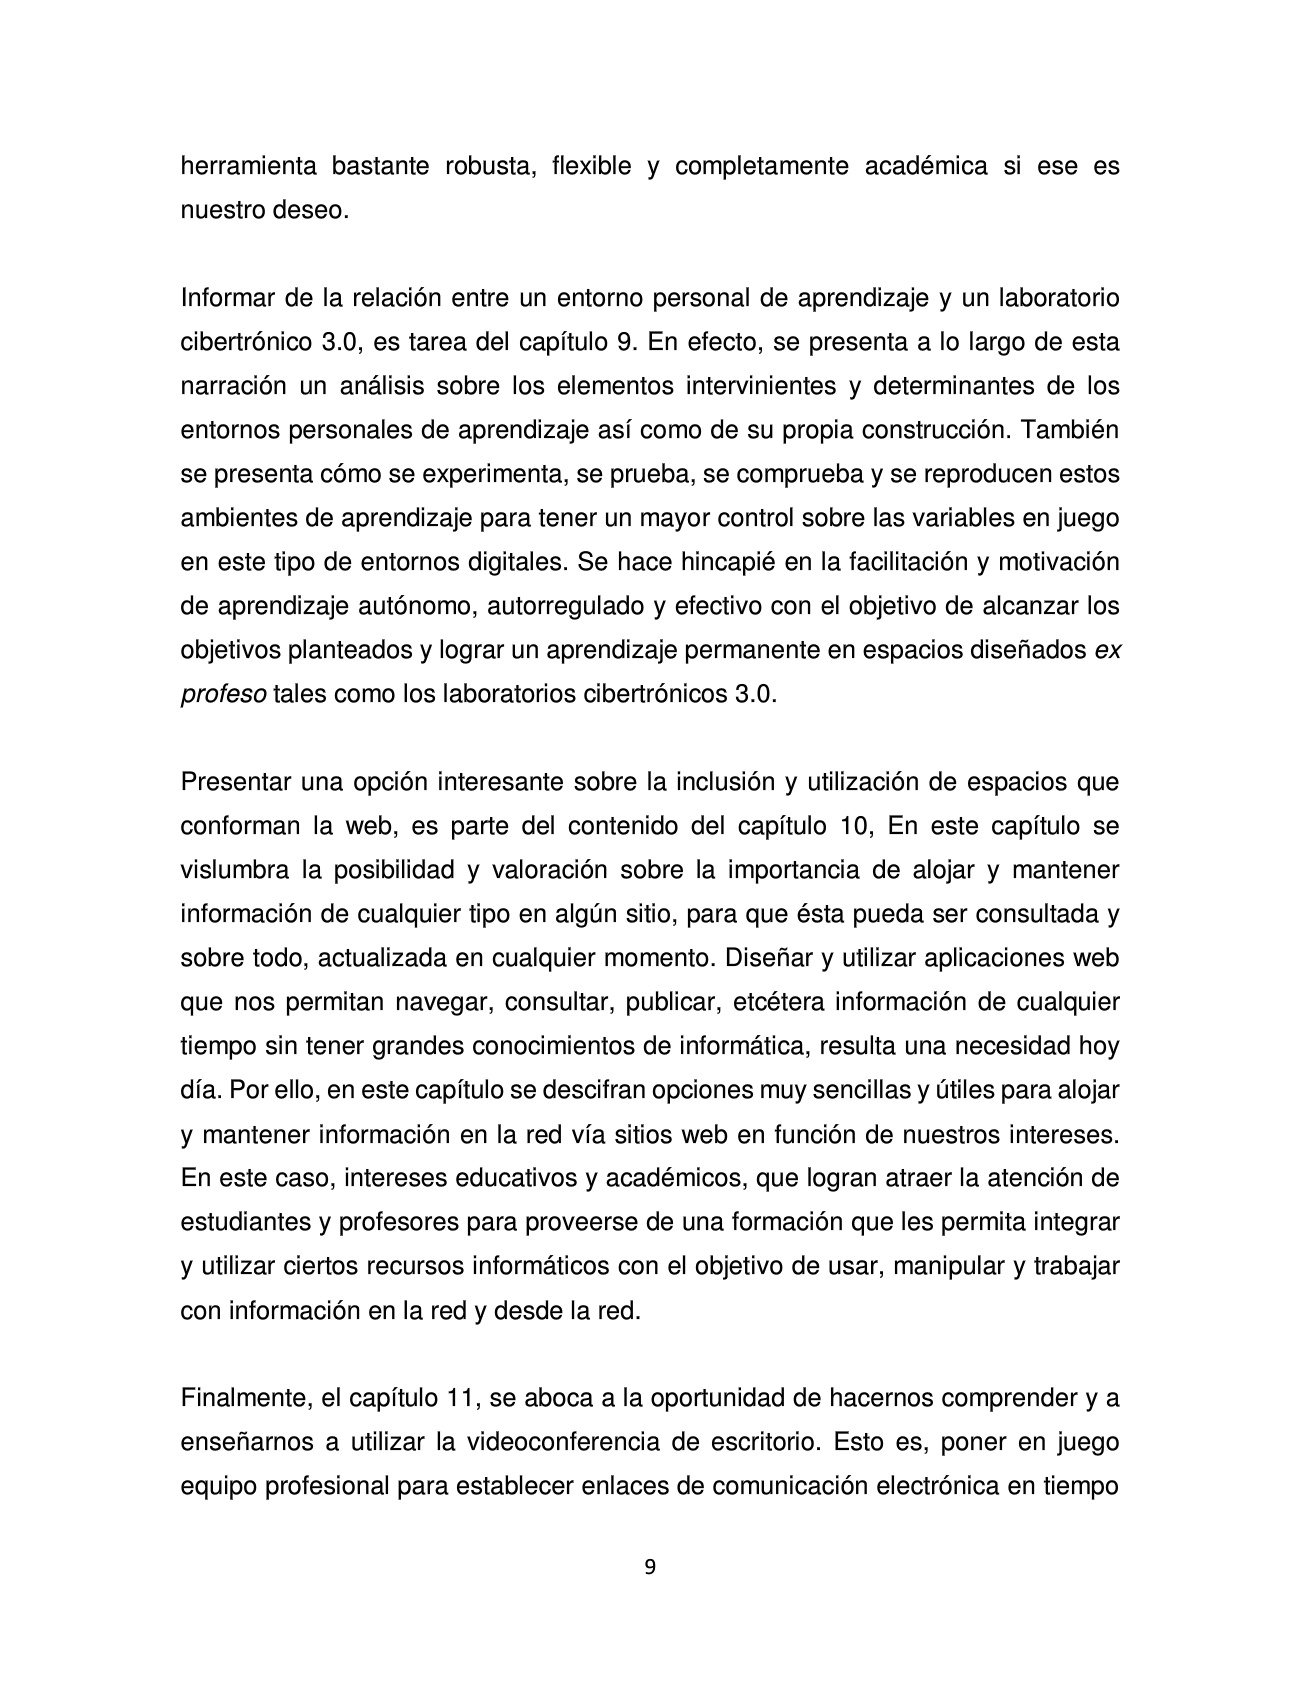 herramienta bastante robusta, flexible y completamente académica si ese es
nuestro deseo.
Informar de la relación entre un entorno personal de aprendizaje y un laboratorio
cibertrónico 3.0, es tarea del capítulo 9. En efecto, se presenta a lo largo de esta
narración un análisis sobre los elementos intervinientes y determinantes de los
entornos personales de aprendizaje así como de su propia construcción. También
se presenta cómo se experimenta, se prueba, se comprueba y se reproducen estos
ambientes de aprendizaje para tener un mayor control sobre las variables en juego
en este tipo de entornos digitales. Se hace hincapié en la facilitación y motivación
de aprendizaje autónomo, autorregulado y efectivo con el objetivo de alcanzar los
objetivos planteados y lograr un aprendizaje permanente en espacios diseñados ex
profeso tales como los laboratorios cibertrónicos 3.0.
Presentar una opción interesante sobre la inclusión y utilización de espacios que
conforman la web, es parte del contenido del capítulo 10, En este capítulo se
vislumbra la posibilidad y valoración sobre la importancia de alojar y mantener
información de cualquier tipo en algún sitio, para que ésta pueda ser consultada y
sobre todo, actualizada en cualquier momento. Diseñar y utilizar aplicaciones web
que nos permitan navegar, consultar, publicar, etcétera información de cualquier
tiempo sin tener grandes conocimientos de informática, resulta una necesidad hoy
día. Por ello, en este capítulo se descifran opciones muy sencillas y útiles para alojar
y mantener información en la red vía sitios web en función de nuestros intereses.
En este caso, intereses educativos y académicos, que logran atraer la atención de
estudiantes y profesores para proveerse de una formación que les permita integrar
y utilizar ciertos recursos informáticos con el objetivo de usar, manipular y trabajar
con información en la red y desde la red.
Finalmente, el capítulo 11, se aboca a la oportunidad de hacernos comprender y a
enseñarnos a utilizar la videoconferencia de escritorio. Esto es, poner en juego
equipo profesional para establecer enlaces de comunicación electrónica en tiempo
9